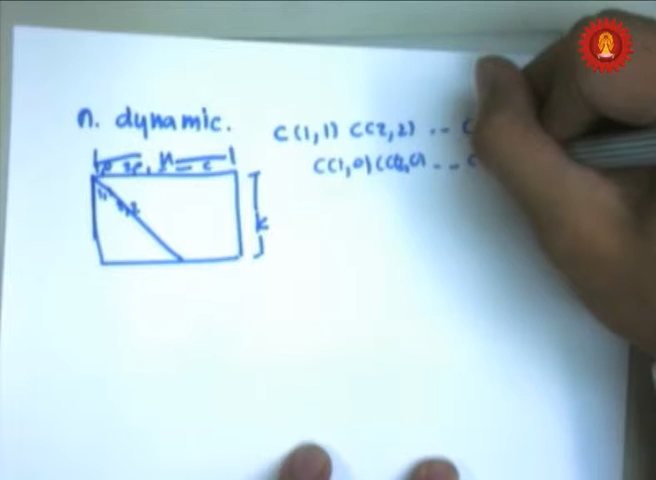 n. dynamic.
C(1,1) C(2,2) .. C
C(1,0) C(2,0) .. C
n
k